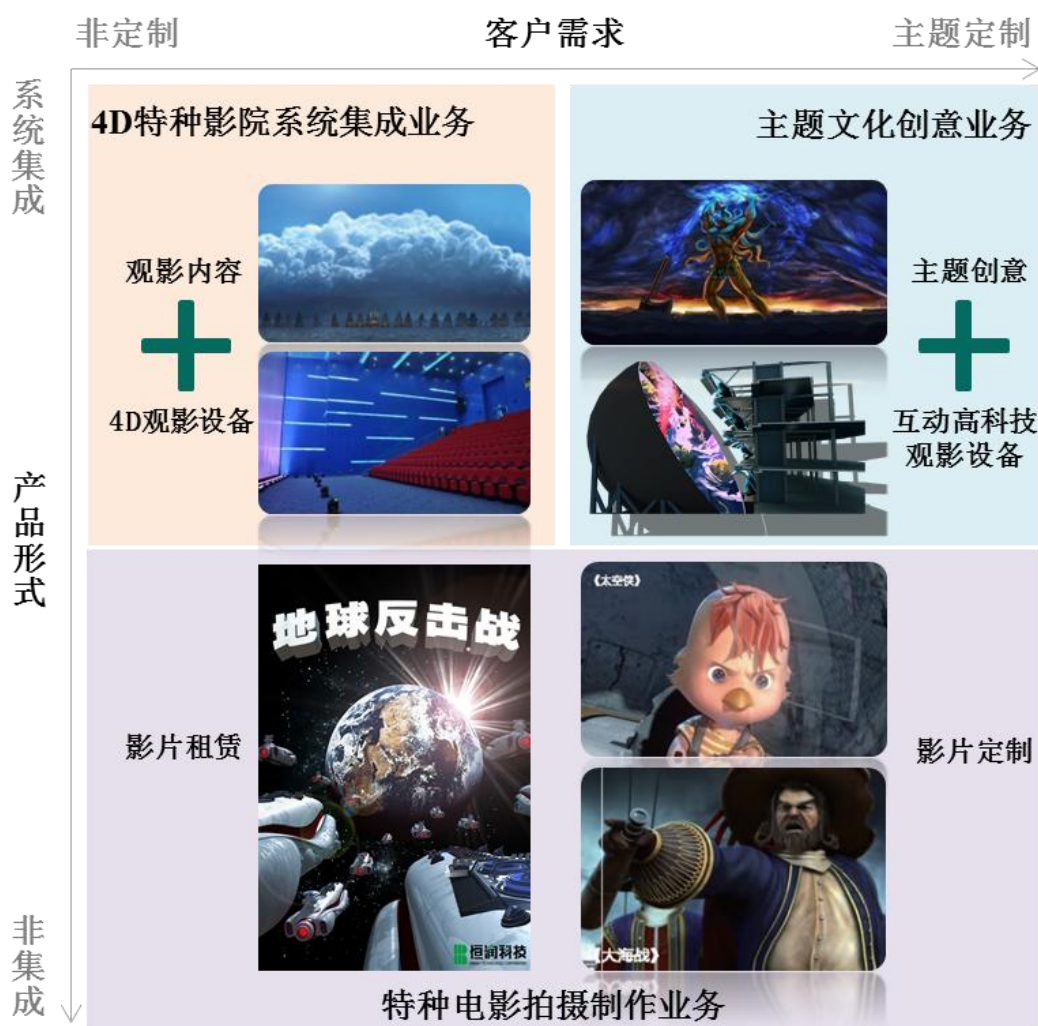 非定制
客户需求
主题定制
系统集成
产品形式
非集成
4D特种影院系统集成业务
观影内容
4D观影设备
主题文化创意业务
主题创意
互动高科技
观影设备
影片租赁
地球反击战
恒润科技
《太空侠》
《大海战》
影片定制
特种电影拍摄制作业务